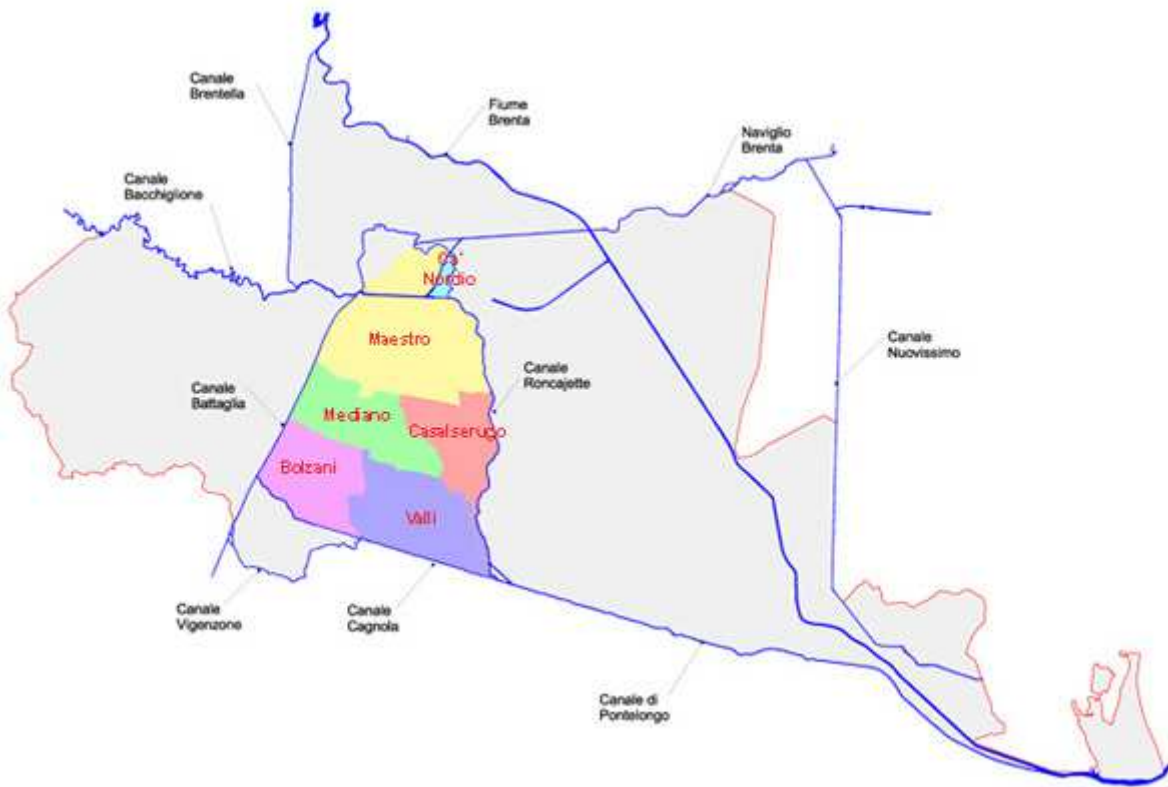 Canale
Brentella
Fiume
Brenta
Naviglio
Brenta
Canale
Bacchiglione
Ca'
Nordio
Maestro
Canale
Nuovissimo
Canale
Roncajette
Canale
Battaglia
Mediano
Casalserugo
Bolzani
Valli
Canale
Vigenzone
Canale
Cagnola
Canale di
Pontelongo